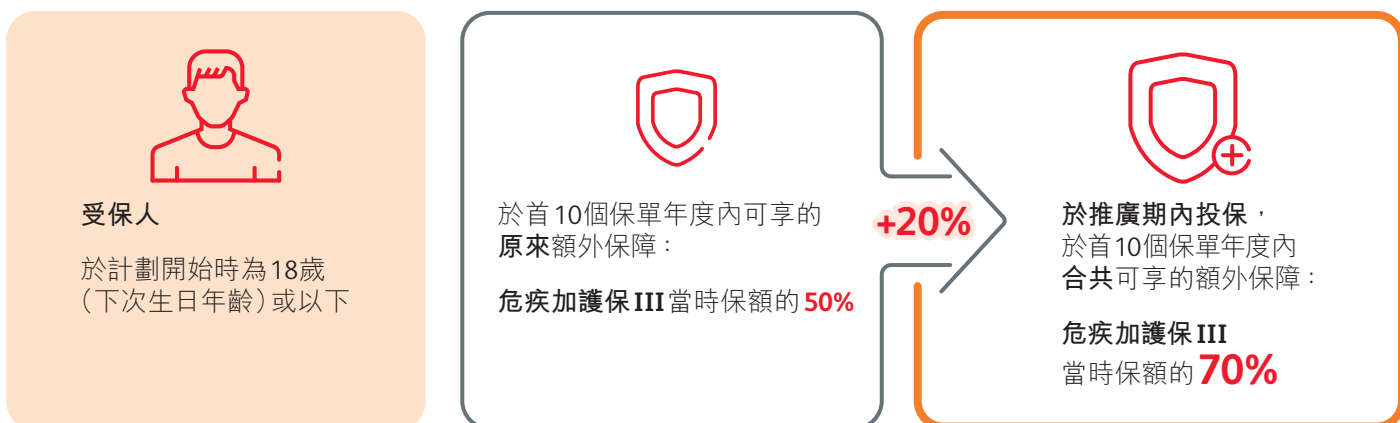 受保人
於計劃開始時為18歲
（下次生日年齡）或以下
於首10個保單年度內可享的
原來額外保障：
危疾加護保III當時保額的50%
+20%
於推廣期內投保，
於首10個保單年度內
合共可享的額外保障：
危疾加護保III
當時保額的70%